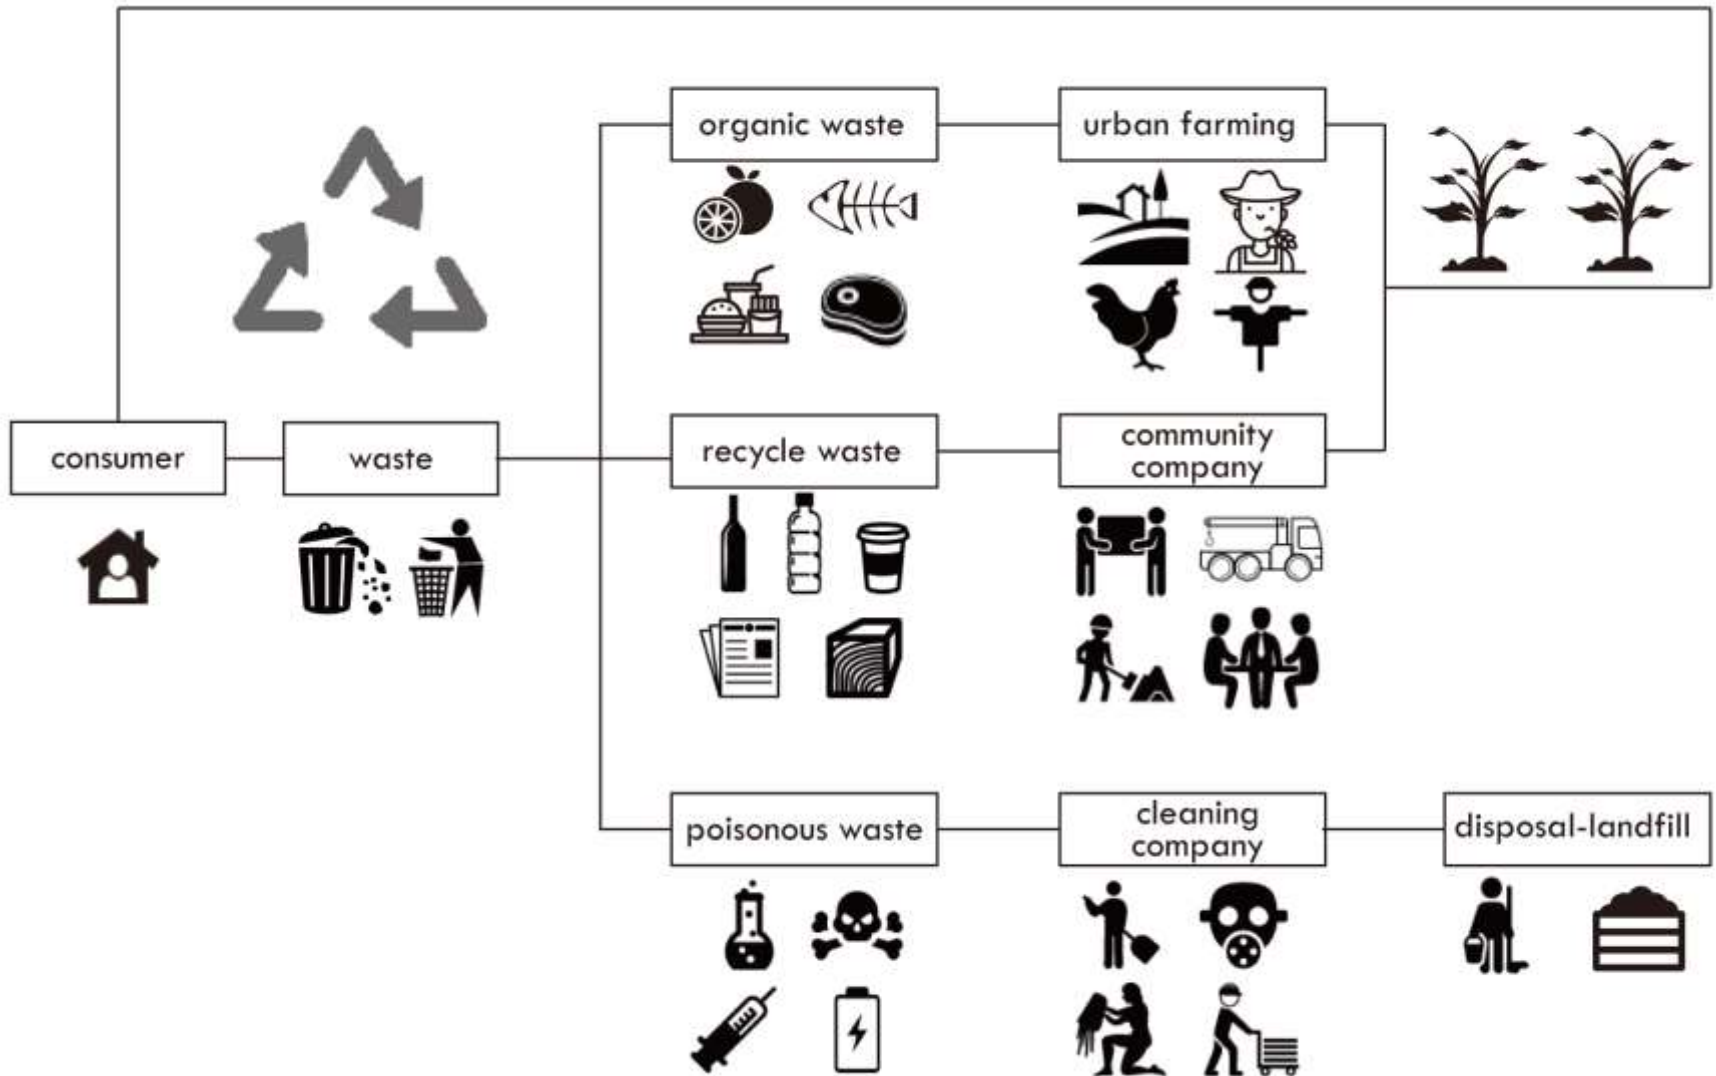 organic waste
urban farming
consumer
waste
recycle waste
community
company
poisonous waste
cleaning
company
disposal-landfill